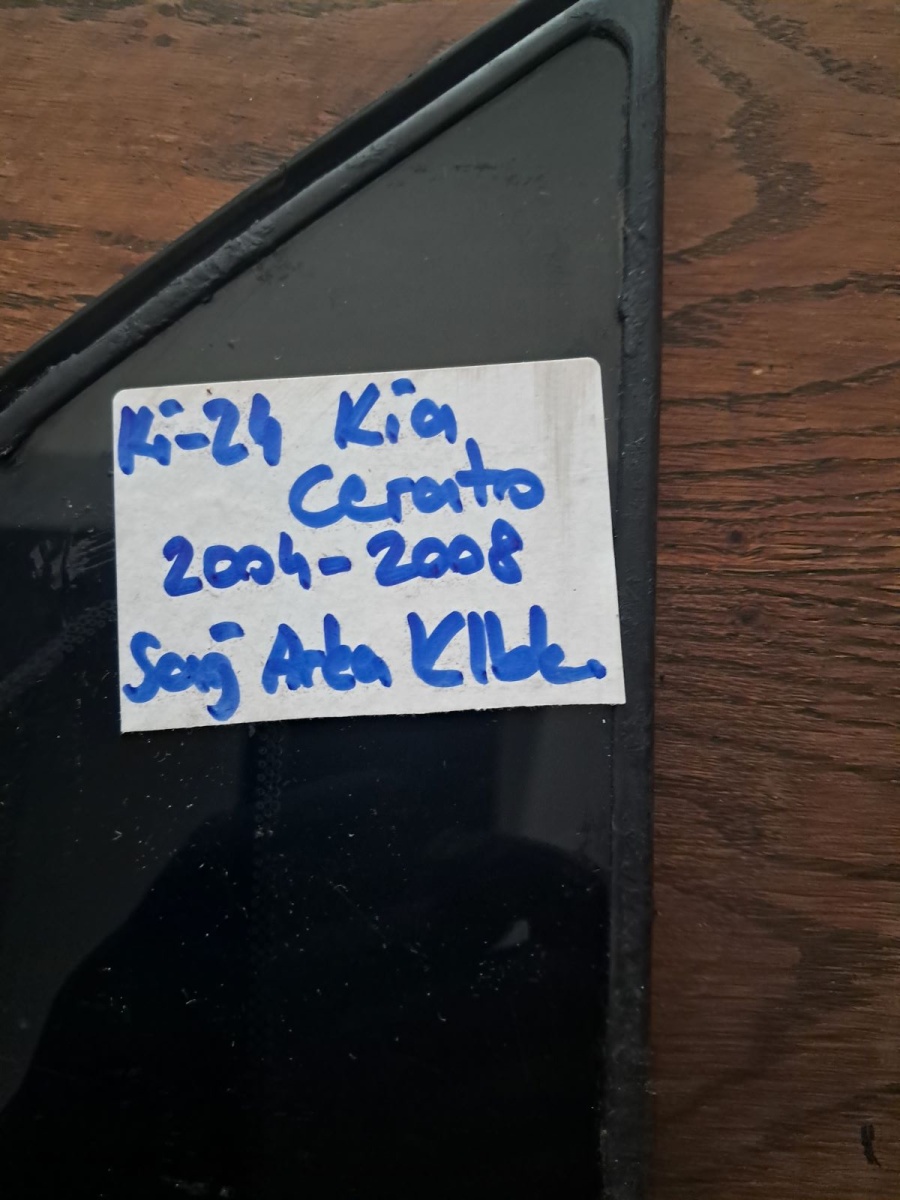 Ki-24 Kia
Cerato
2004-2008
Sağ Arka Klbk.